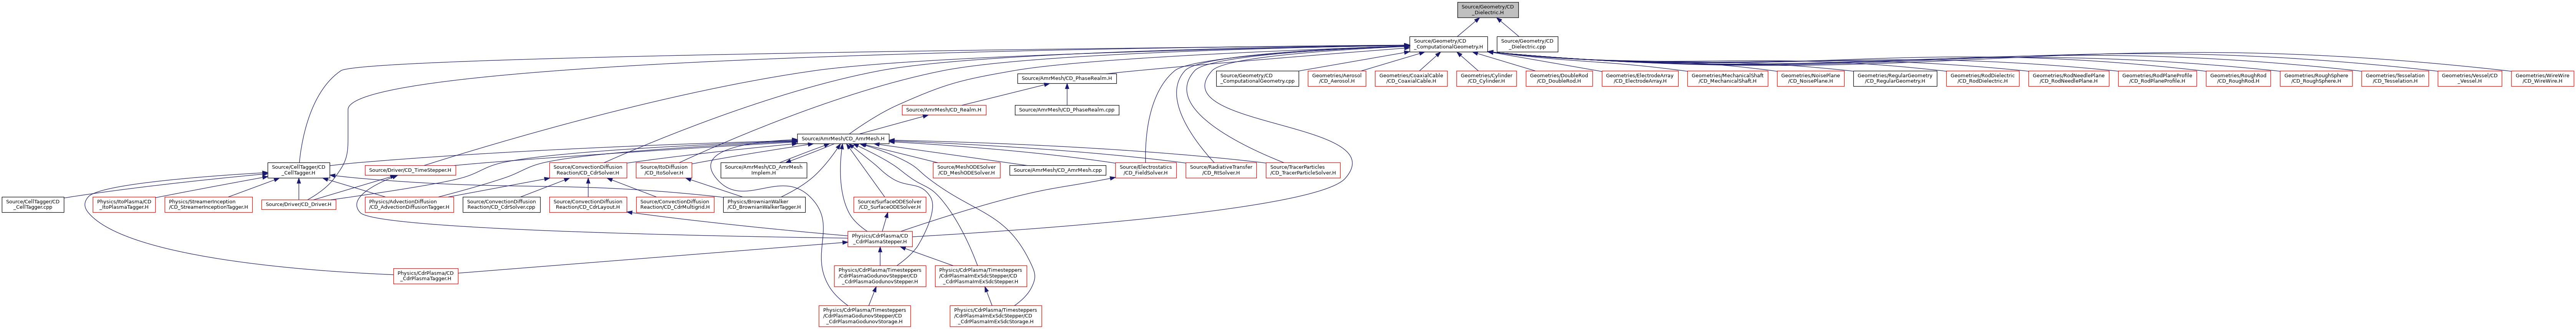 Source/Geometry/CD
_Dielectric.H
Source/Geometry/CD
_ComputationalGeometry.H
Source/Geometry/CD
_Dielectric.cpp
Source/AmrMesh/CD_PhaseRealm.H
Source/Geometry/CD
_ComputationalGeometry.cpp
Geometries/Aerosol
/CD_Aerosol.H
Geometries/CoaxialCable
/CD_CoaxialCable.H
Geometries/Cylinder
/CD_Cylinder.H
Geometries/DoubleRod
/CD_DoubleRod.H
Geometries/ElectrodeArray
/CD_ElectrodeArray.H
Geometries/MechanicalShaft
/CD_MechanicalShaft.H
Geometries/NoisePlane
/CD_NoisePlane.H
Geometries/RegularGeometry
/CD_RegularGeometry.H
Geometries/RodDielectric
/CD_RodDielectric.H
Geometries/RodNeedlePlane
/CD_RodNeedlePlane.H
Geometries/RodPlaneProfile
/CD_RodPlaneProfile.H
Geometries/RoughRod
/CD_RoughRod.H
Geometries/RoughSphere
/CD_RoughSphere.H
Geometries/Tesselation
/CD_Tesselation.H
Geometries/Vessel/CD
_Vessel.H
Geometries/WireWire
/CD_WireWire.H
Source/AmrMesh/CD_Realm.H
Source/AmrMesh/CD_PhaseRealm.cpp
Source/AmrMesh/CD_AmrMesh.H
Source/CellTagger/CD
_CellTagger.H
Source/Driver/CD_TimeStepper.H
Source/ConvectionDiffusion
Reaction/CD_CdrSolver.H
Source/ItoDiffusion
/CD_ItoSolver.H
Source/AmrMesh/CD_AmrMesh
Implem.H
Source/MeshODESolver
/CD_MeshODESolver.H
Source/AmrMesh/CD_AmrMesh.cpp
Source/Electrostatics
/CD_FieldSolver.H
Source/RadiativeTransfer
/CD_RtSolver.H
Source/TracerParticles
/CD_TracerParticleSolver.H
Source/CellTagger/CD
_CellTagger.cpp
Physics/ItoPlasma/CD
_ItoPlasmaTagger.H
Physics/StreamerInception
/CD_StreamerInceptionTagger.H
Source/Driver/CD_Driver.H
Physics/AdvectionDiffusion
/CD_AdvectionDiffusionTagger.H
Source/ConvectionDiffusion
Reaction/CD_CdrSolver.cpp
Source/ConvectionDiffusion
Reaction/CD_CdrLayout.H
Source/ConvectionDiffusion
Reaction/CD_CdrMultigrid.H
Physics/BrownianWalker
/CD_BrownianWalkerTagger.H
Source/SurfaceODESolver
/CD_SurfaceODESolver.H
Physics/CdrPlasma/CD
_CdrPlasmaStepper.H
Physics/CdrPlasma/CD
_CdrPlasmaTagger.H
Physics/CdrPlasma/Timesteppers
/CdrPlasmaGodunovStepper/CD
_CdrPlasmaGodunovStepper.H
Physics/CdrPlasma/Timesteppers
/CdrPlasmaImExSdcStepper/CD
_CdrPlasmaImExSdcStepper.H
Physics/CdrPlasma/Timesteppers
/CdrPlasmaGodunovStepper/CD
_CdrPlasmaGodunovStorage.H
Physics/CdrPlasma/Timesteppers
/CdrPlasmaImExSdcStepper/CD
_CdrPlasmaImExSdcStorage.H